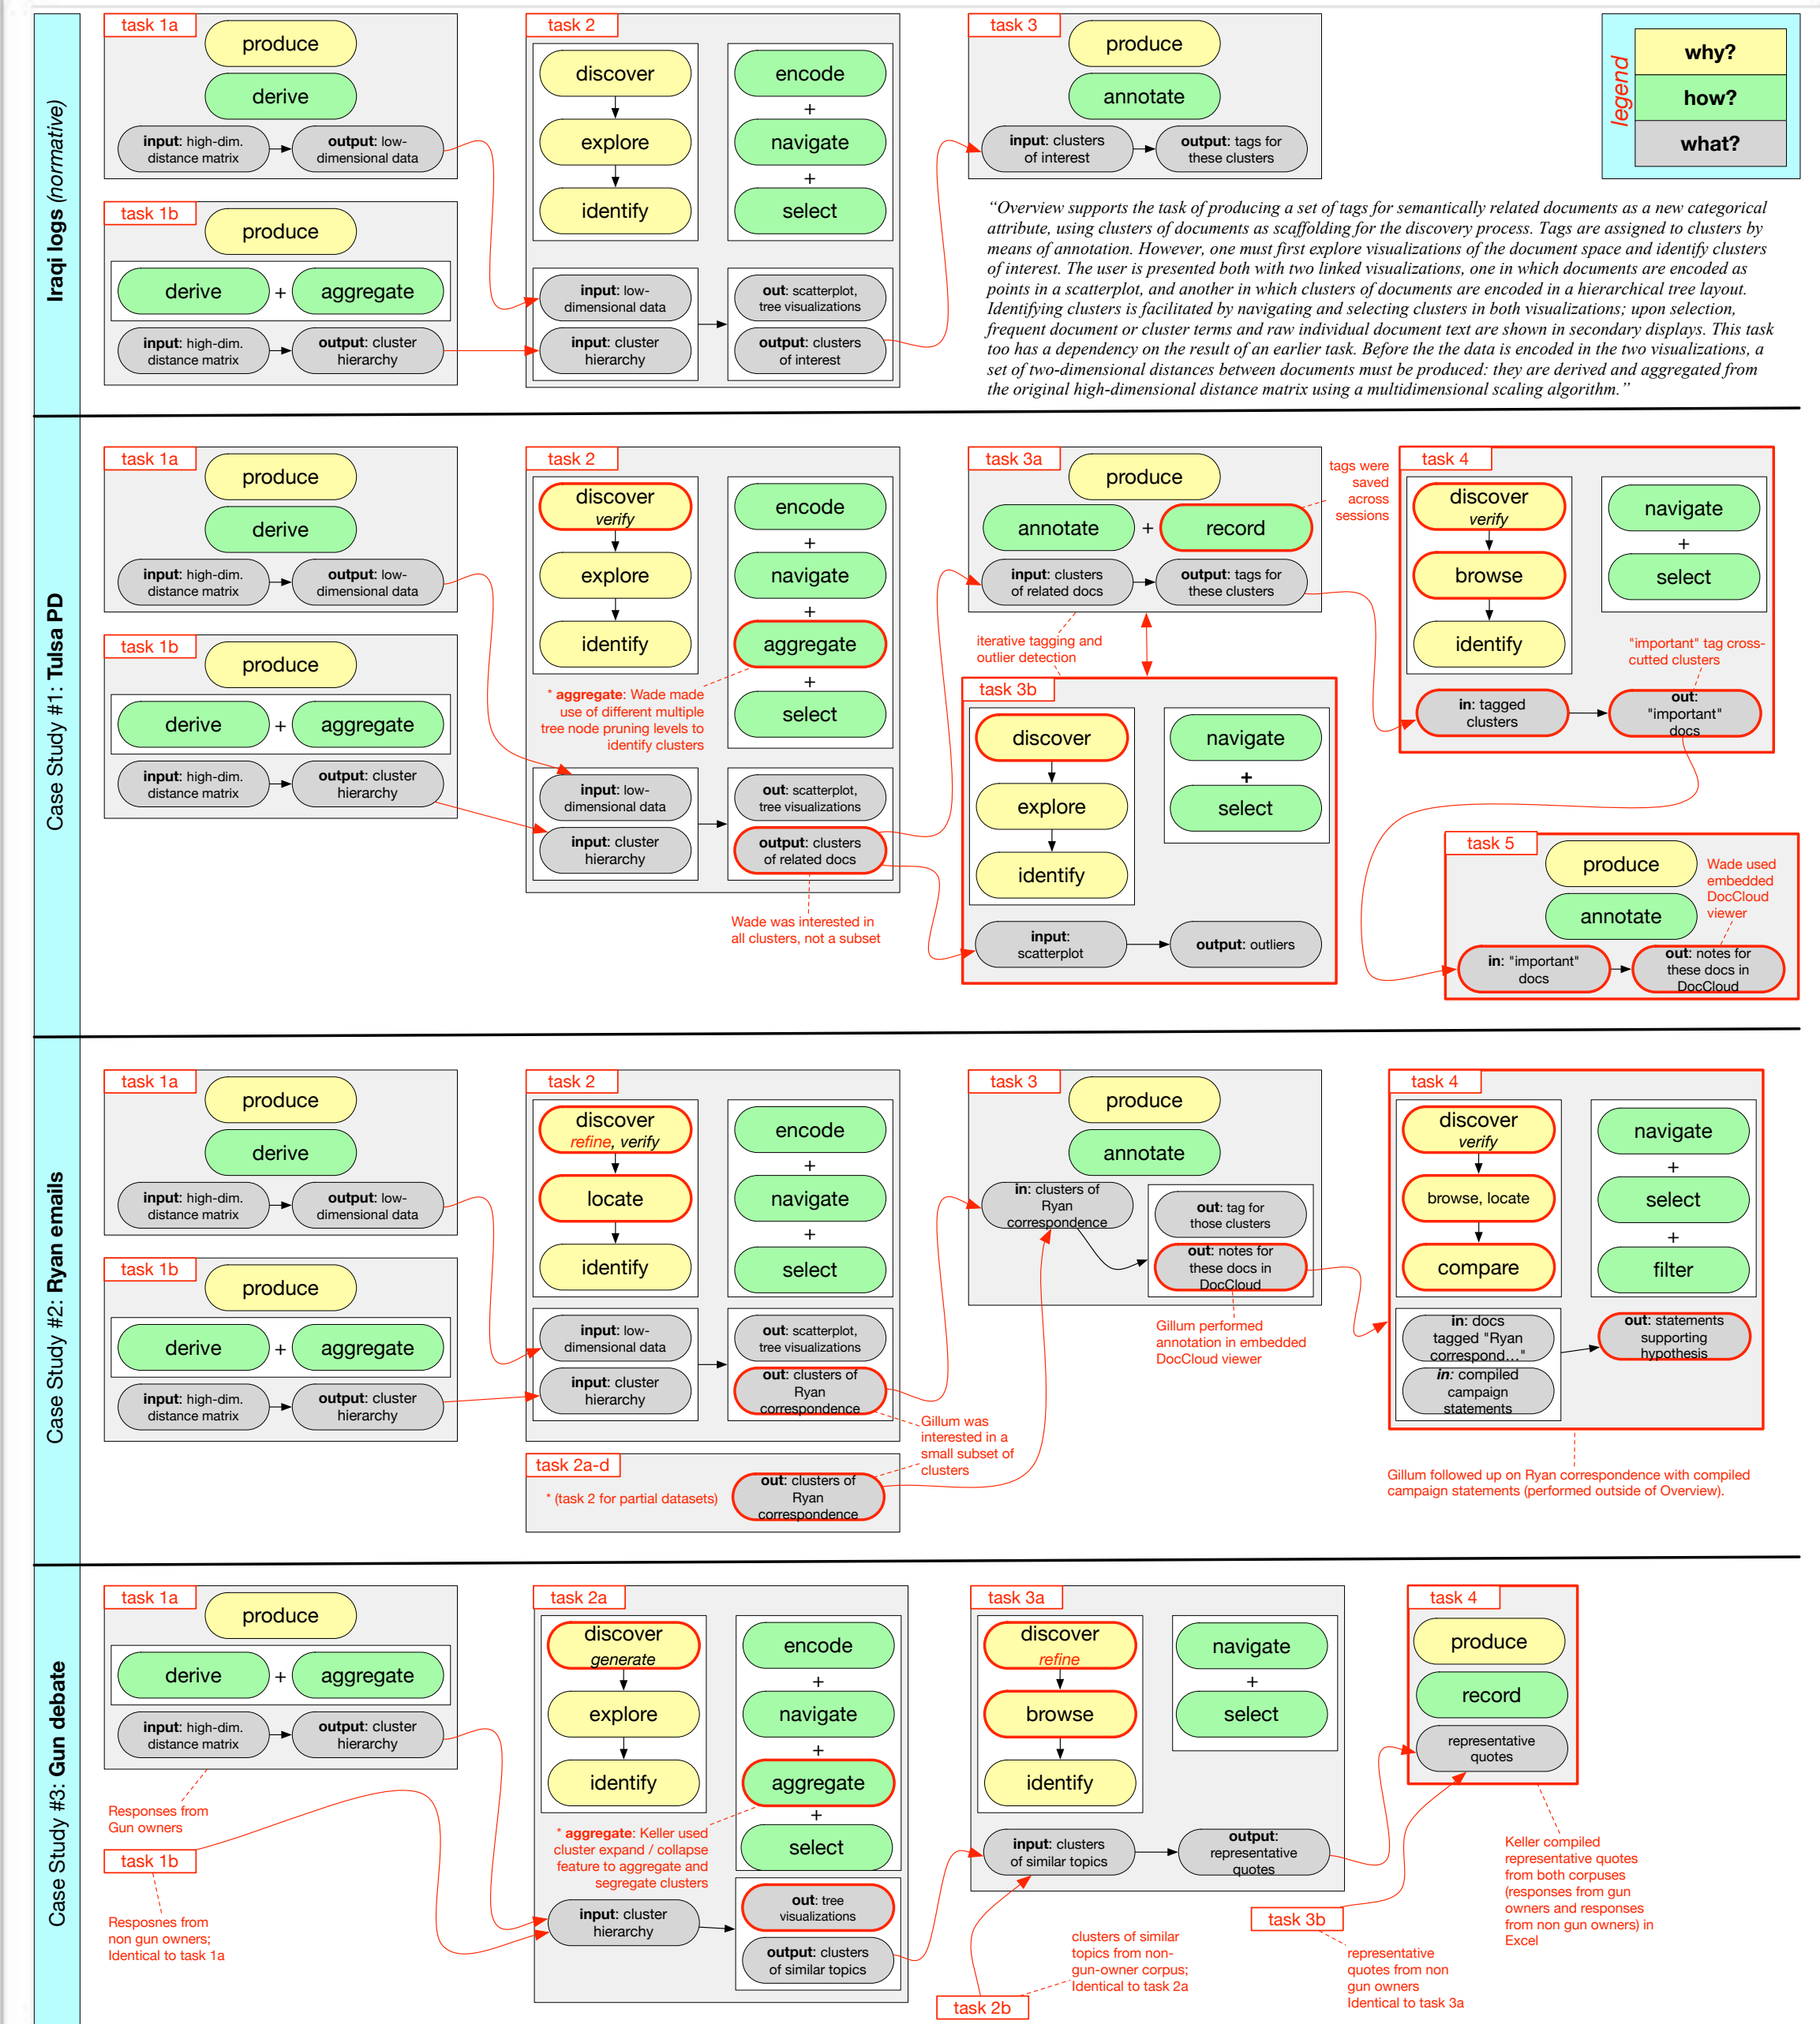 Iraqi logs (normative)
task 1a
produce
derive
input: high-dim.
distance matrix
output: low-
dimensional data
task 1b
produce
derive
+
aggregate
input: high-dim.
distance matrix
output: cluster
hierarchy
task 2
discover
explore
identify
encode
+
navigate
+
select
input: low-
dimensional data
input: cluster
hierarchy
out: scatterplot,
tree visualizations
output: clusters
of interest
task 3
produce
annotate
input: clusters
of interest
output: tags for
these clusters
legend
why?
how?
what?
“Overview supports the task of producing a set of tags for semantically related documents as a new categorical
attribute, using clusters of documents as scaffolding for the discovery process. Tags are assigned to clusters by
means of annotation. However, one must first explore visualizations of the document space and identify clusters
of interest. The user is presented both with two linked visualizations, one in which documents are encoded as
points in a scatterplot, and another in which clusters of documents are encoded in a hierarchical tree layout.
Identifying clusters is facilitated by navigating and selecting clusters in both visualizations; upon selection,
frequent document or cluster terms and raw individual document text are shown in secondary displays. This task
too has a dependency on the result of an earlier task. Before the the data is encoded in the two visualizations, a
set of two-dimensional distances between documents must be produced: they are derived and aggregated from
the original high-dimensional distance matrix using a multidimensional scaling algorithm.”
Case Study #1: Tulsa PD
task 1a
produce
derive
input: high-dim.
distance matrix
output: low-
dimensional data
task 1b
produce
derive
+
aggregate
input: high-dim.
distance matrix
output: cluster
hierarchy
task 2
discover
verify
explore
identify
encode
+
navigate
+
aggregate
+
select
* aggregate: Wade made
use of different multiple
tree node pruning levels to
identify clusters
input: low-
dimensional data
input: cluster
hierarchy
out: scatterplot,
tree visualizations
output: clusters
of related docs
Wade was interested in
all clusters, not a subset
task 3a
produce
annotate
+
record
input: clusters
of related docs
output: tags for
these clusters
tags were
saved
across
sessions
iterative tagging and
outlier detection
task 3b
discover
explore
identify
navigate
+
select
input:
scatterplot
output: outliers
task 4
discover
verify
browse
identify
navigate
+
select
"important" tag cross-
cutted clusters
in: tagged
clusters
out:
"important"
docs
task 5
produce
annotate
Wade used
embedded
DocCloud
viewer
in: "important"
docs
out: notes for
these docs in
DocCloud
Case Study #2: Ryan emails
task 1a
produce
derive
input: high-dim.
distance matrix
output: low-
dimensional data
task 1b
produce
derive
+
aggregate
input: high-dim.
distance matrix
output: cluster
hierarchy
task 2
discover
refine, verify
locate
identify
encode
+
navigate
+
select
input: low-
dimensional data
input: cluster
hierarchy
out: scatterplot,
tree visualizations
out: clusters of
Ryan
correspondence
task 2a-d
* (task 2 for partial datasets)
out: clusters of
Ryan
correspondence
Gillum was
interested in a
small subset of
clusters
task 3
produce
annotate
in: clusters of
Ryan
correspondence
out: tag for
those clusters
out: notes for
these docs in
DocCloud
Gillum performed
annotation in embedded
DocCloud viewer
task 4
discover
verify
browse, locate
compare
navigate
+
select
+
filter
in: docs
tagged "Ryan
correspond..."
in: compiled
campaign
statements
out: statements
supporting
hypothesis
Gillum followed up on Ryan correspondence with compiled
campaign statements (performed outside of Overview).
Case Study #3: Gun debate
task 1a
produce
derive
+
aggregate
input: high-dim.
distance matrix
output: cluster
hierarchy
Responses from
Gun owners
task 1b
Resposnes from
non gun owners;
Identical to task 1a
task 2a
discover
generate
explore
identify
encode
+
navigate
+
aggregate
+
select
* aggregate: Keller used
cluster expand / collapse
feature to aggregate and
segregate clusters
input: cluster
hierarchy
out: tree
visualizations
output: clusters
of similar topics
task 3a
discover
refine
browse
identify
navigate
+
select
input: clusters
of similar topics
output:
representative
quotes
task 2b
clusters of similar
topics from non-
gun-owner corpus;
Identical to task 2a
task 3b
representative
quotes from non
gun owners
Identical to task 3a
task 4
produce
record
representative
quotes
Keller compiled
representative quotes
from both corpuses
(responses from gun
owners and responses
from non gun owners) in
Excel